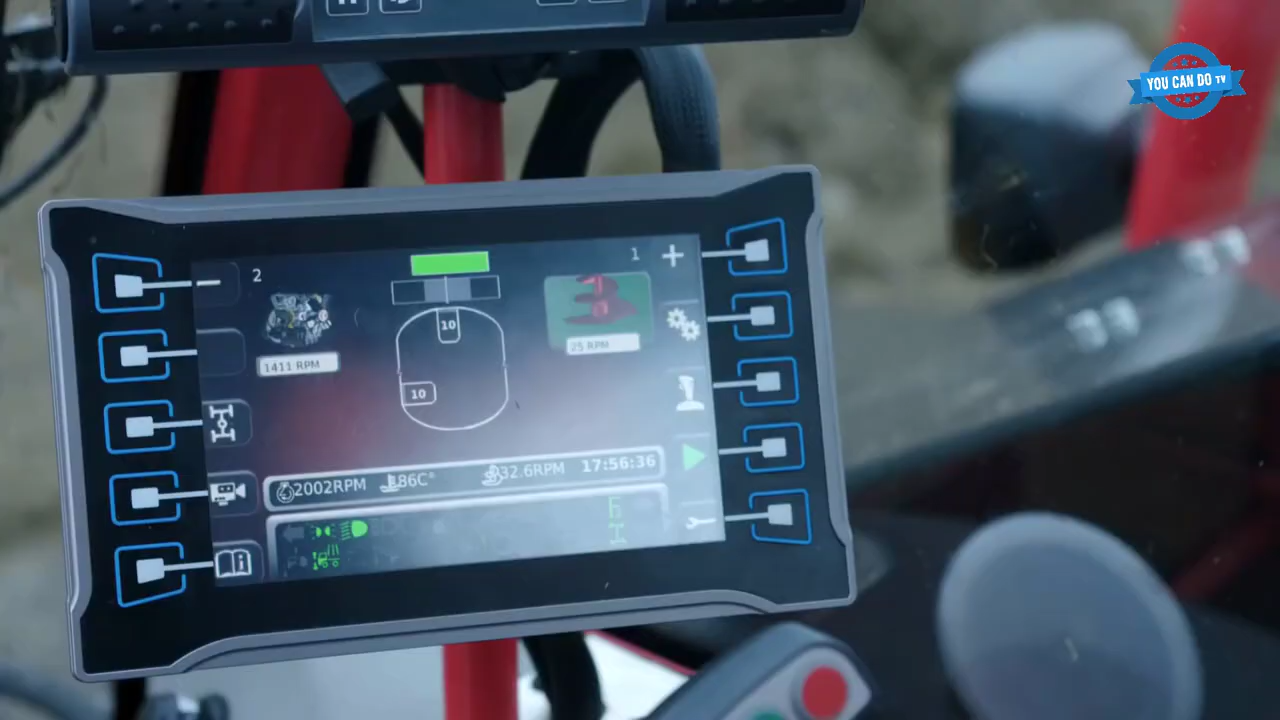 YOU CAN DO TV
2
1
10
1411 RPM
25 RPM
10
2002RPM
86C°
32.6RPM
17:56:36